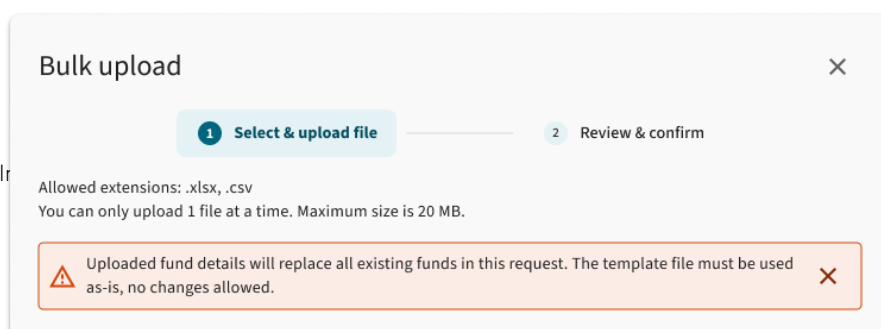 Bulk upload
1 Select & upload file
2 Review & confirm
Allowed extensions: .xlsx, .csv
You can only upload 1 file at a time. Maximum size is 20 MB.
Uploaded fund details will replace all existing funds in this request. The template file must be used
as-is, no changes allowed.